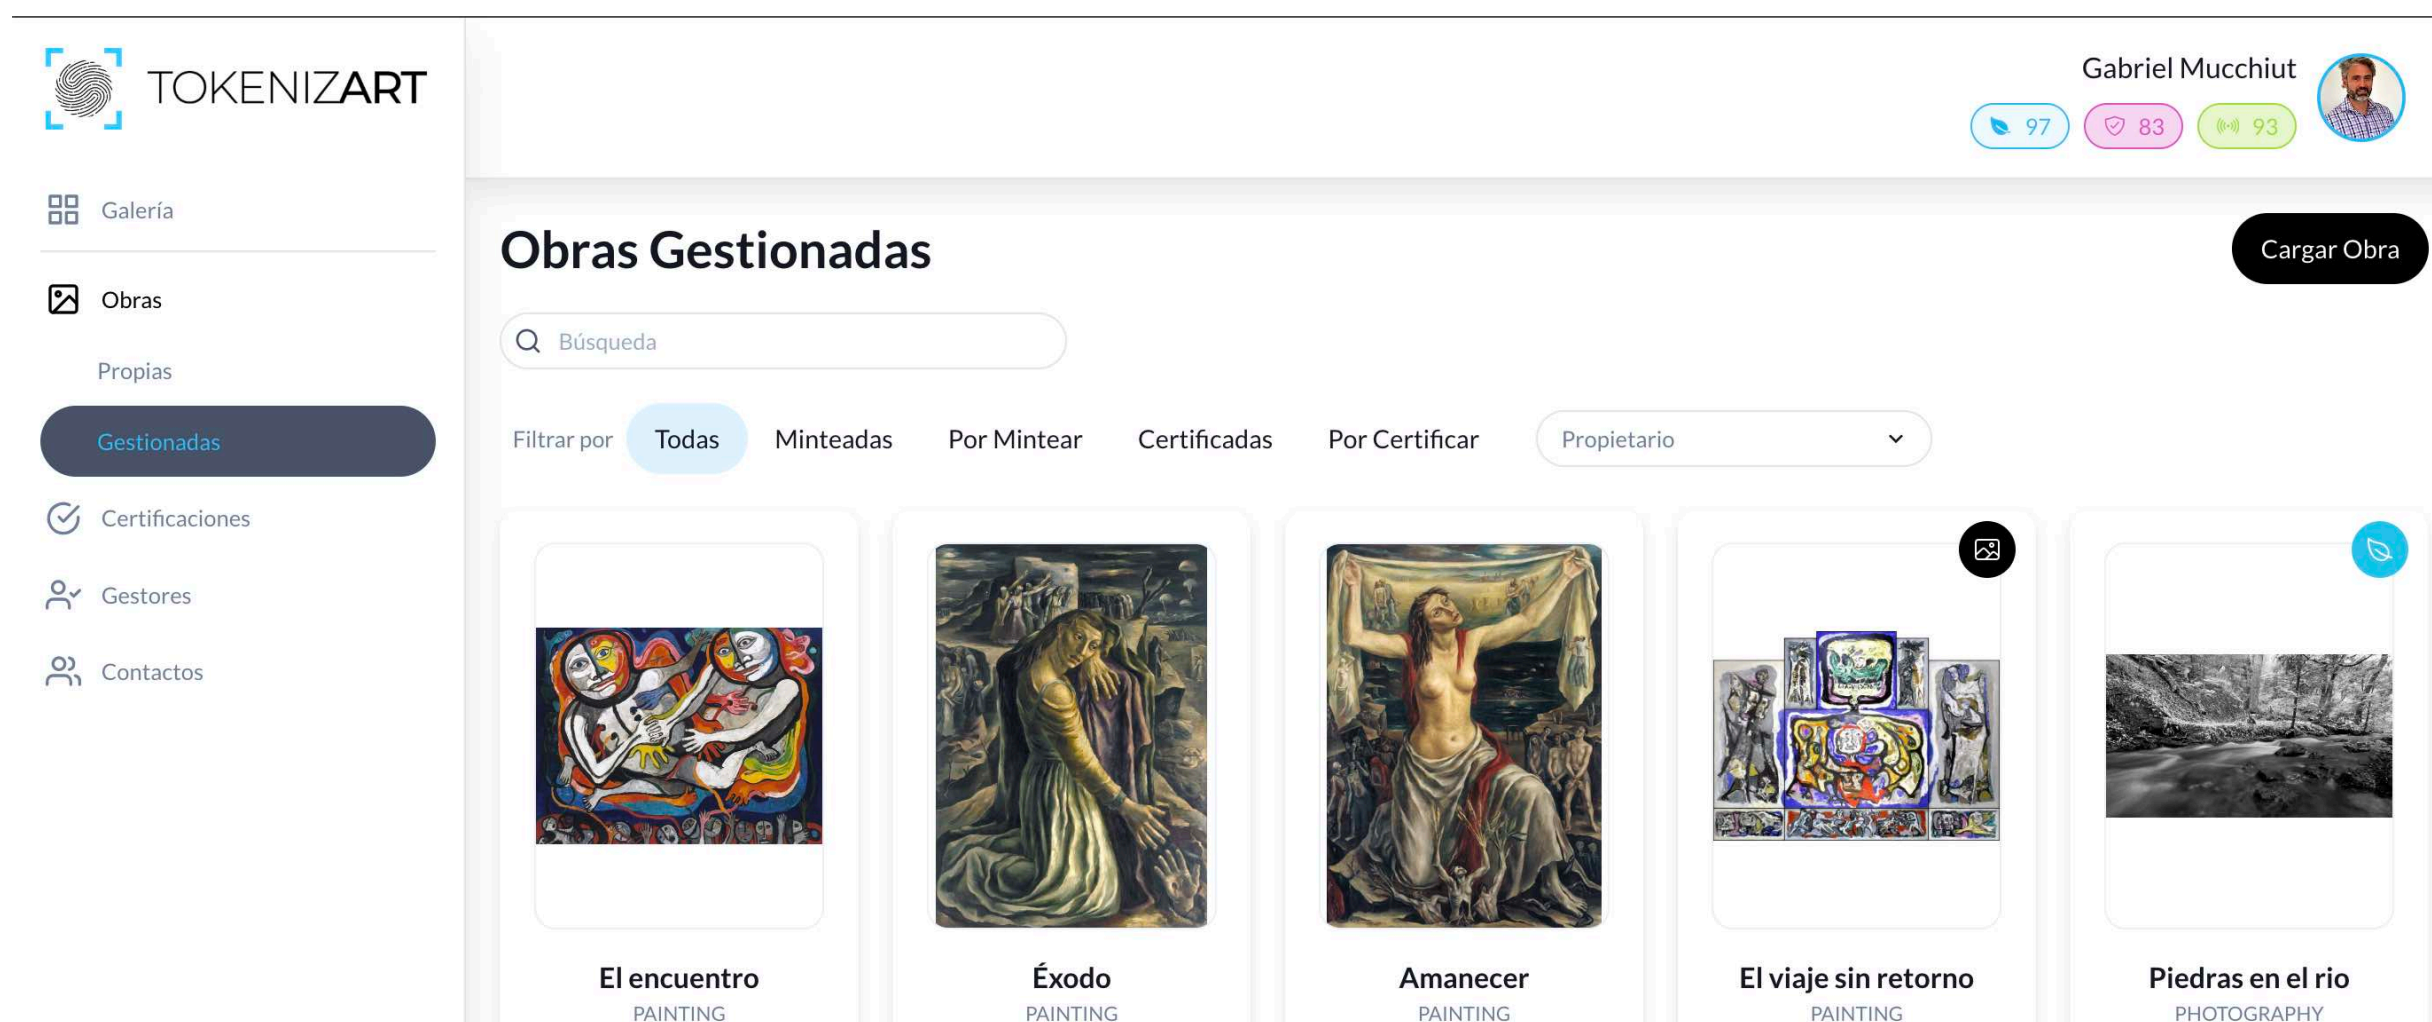 TOKENIZART
Gabriel Mucchiut
97 83 93
Galería
Obras
Propias
Gestionadas
Certificaciones
Gestores
Contactos
Obras Gestionadas
Cargar Obra
Búsqueda
Filtrar por Todas Minteadas Por Mintear Certificadas Por Certificar Propietario
El encuentro
PAINTING
Éxodo
PAINTING
Amanecer
PAINTING
El viaje sin retorno
PAINTING
Piedras en el rio
PHOTOGRAPHY